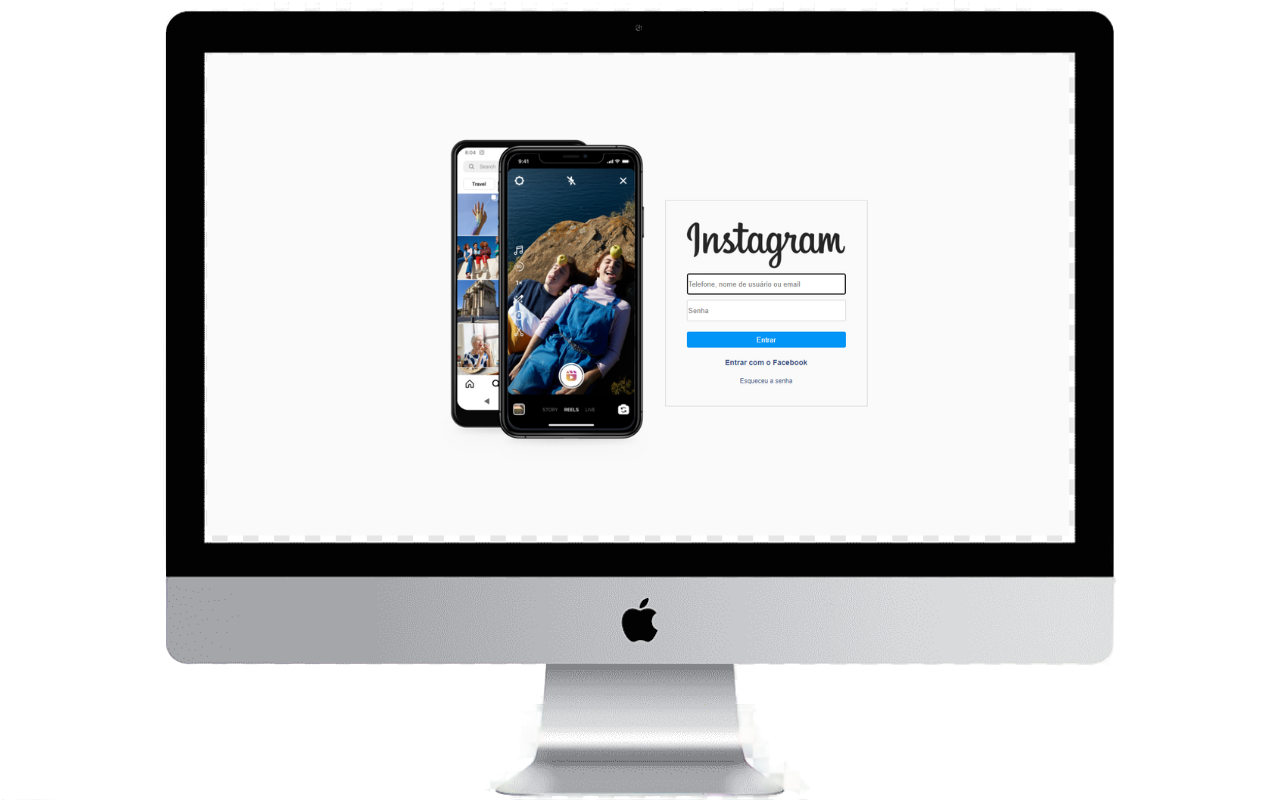 8:04
Search
Travel
9:41
STORY REELS LIVE
Instagram
Telefone, nome de usuário ou email
Senha
Entrar
Entrar com o Facebook
Esqueceu a senha